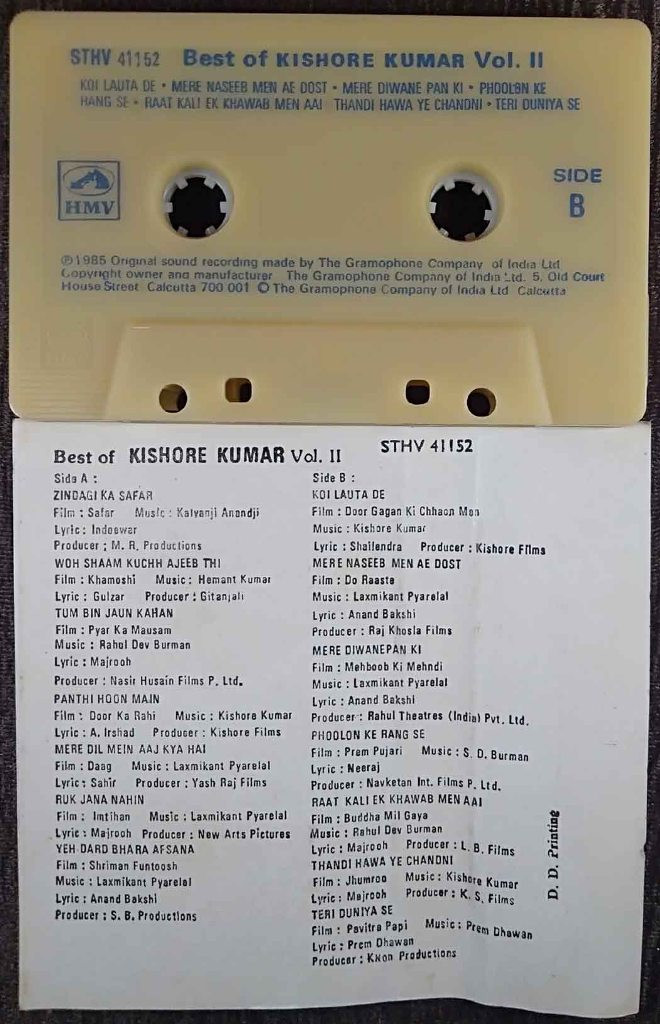 STHV 41152 Best of KISHORE KUMAR Vol. II
KOI LAUTA DE • MERE NASEEB MEN AE DOST • MERE DIWANE PAN KI • PHOOLON KE
RANG SE • RAAT KALI EK KHAWAB MEN AAI THANDI HAWA YE CHANDNI • TERI DUNIYA SE
HMV
SIDE
B
℗1985 Original sound recording made by The Gramophone Company of India Ltd
Copyright owner and manufacturer The Gramophone Company of India Ltd. 5, Old Court
House Street Calcutta 700 001 © The Gramophone Company of India Ltd Calcutta
Best of KISHORE KUMAR Vol. II STHV 41152
Side A :
ZINDAGI KA SAFAR
Film : Safar Music : Kalyanji Anandji
Lyric : Indeewar
Producer ; M. R. Productions
WOH SHAAM KUCHH AJEEB THI
Film : Khamoshi Music : Hemant Kumar
Lyric : Gulzar Producer : Gitanjali
TUM BIN JAUN KAHAN
Film : Pyar Ka Mausam
Music : Rahul Dev Burman
Lyric : Majrooh
Producer : Nasir Husain Films P. Ltd.
PANTHI HOON MAIN
Film : Door Ka Rahi Music : Kishore Kumar
Lyric : A. Irshad Producer : Kishore Films
MERE DIL MEIN AAJ KYA HAI
Film : Daag Music : Laxmikant Pyarelal
Lyric : Sahir Producer : Yash Raj Films
RUK JANA NAHIN
Film : Imtihan Music : Laxmikant Pyarelal
Lyric : Majrooh Producer : New Arts Pictures
YEH DARD BHARA AFSANA
Film : Shriman Funtoosh
Music : Laxmikant Pyarelal
Lyric : Anand Bakshi
Producer : S. B. Productions
Side B :
KOI LAUTA DE
Film : Door Gagan Ki Chhaon Men
Music : Kishore Kumar
Lyric : Shailendra Producer : Kishore Films
MERE NASEEB MEN AE DOST
Film : Do Raaste
Music : Laxmikant Pyarelal
Lyric : Anand Bakshi
Producer : Raj Khosla Films
MERE DIWANEPAN KI
Film : Mehboob Ki Mehndi
Music : Laxmikant Pyarelal
Lyric : Anand Bakshi
Producer : Rahul Theatres (India) Pvt. Ltd.
PHOOLON KE RANG SE
Film : Prem Pujari Music : S. D. Burman
Lyric : Neeraj
Producer : Navketan Int. Films P. Ltd.
RAAT KALI EK KHAWAB MEN AAI
Film : Buddha Mil Gaya
Music : Rahul Dev Burman
Lyric : Majrooh Producer : L. B. Films
THANDI HAWA YE CHANDNI
Film : Jhumroo Music : Kishore Kumar
Lyric : Majrooh Producer : K. S. Films
TERI DUNIYA SE
Film : Pavitra Papi Music : Prem Dhawan
Lyric : Prem Dhawan
Producer : Kwon Productions
D. D. Printing